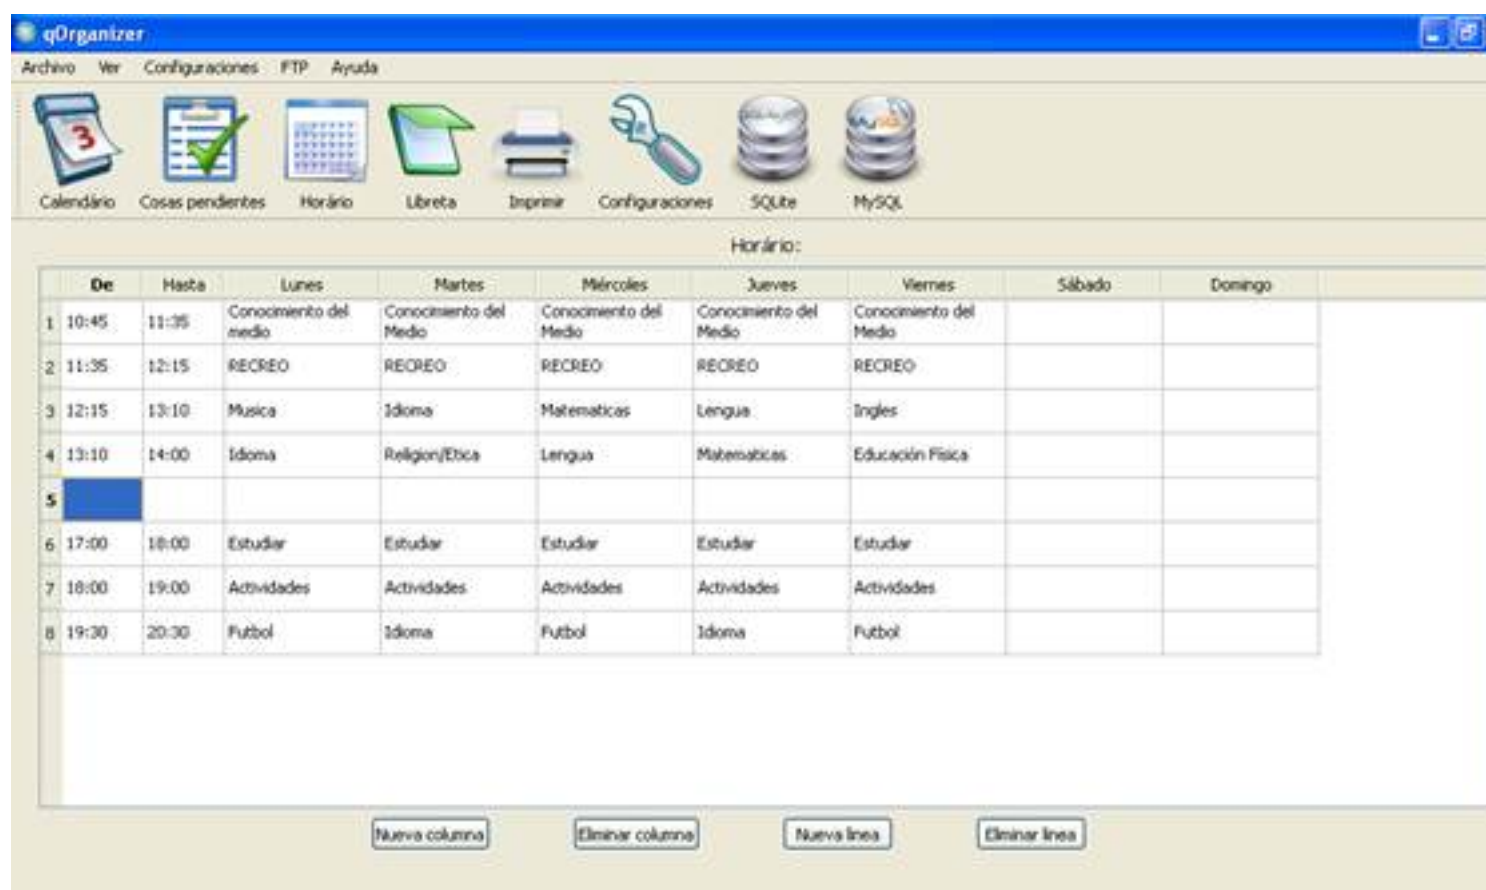 qOrganizer
Archivo Ver Configuraciones FTP Ayuda
3
MySQL
Calendário Cosas pendientes Horário Libreta Imprimir Configuraciones SQLite MySQL
Horário:
De Hasta Lunes Martes Miércoles Jueves Viernes Sábado Domingo
1 10:45 11:35 Conocimiento del medio Conocimiento del Medio Conocimiento del Medio Conocimiento del Medio Conocimiento del Medio
2 11:35 12:15 RECREO RECREO RECREO RECREO RECREO
3 12:15 13:10 Musica Idioma Matematicas Lengua Ingles
4 13:10 14:00 Idioma Religion/Etica Lengua Matematicas Educación Física
5
6 17:00 18:00 Estudiar Estudiar Estudiar Estudiar Estudiar
7 18:00 19:00 Actividades Actividades Actividades Actividades Actividades
8 19:30 20:30 Futbol Idioma Futbol Idioma Futbol
Nueva columna Eliminar columna Nueva linea Eliminar linea